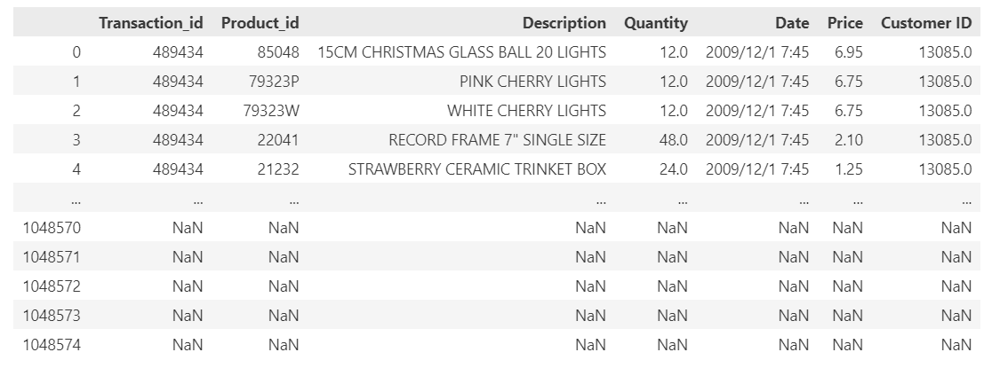 Transaction_id Product_id Description Quantity Date Price Customer ID
0 489434 85048 15CM CHRISTMAS GLASS BALL 20 LIGHTS 12.0 2009/12/1 7:45 6.95 13085.0
1 489434 79323P PINK CHERRY LIGHTS 12.0 2009/12/1 7:45 6.75 13085.0
2 489434 79323W WHITE CHERRY LIGHTS 12.0 2009/12/1 7:45 6.75 13085.0
3 489434 22041 RECORD FRAME 7" SINGLE SIZE 48.0 2009/12/1 7:45 2.10 13085.0
4 489434 21232 STRAWBERRY CERAMIC TRINKET BOX 24.0 2009/12/1 7:45 1.25 13085.0
... ... ... ... ... ... ... ...
1048570 NaN NaN NaN NaN NaN NaN NaN
1048571 NaN NaN NaN NaN NaN NaN NaN
1048572 NaN NaN NaN NaN NaN NaN NaN
1048573 NaN NaN NaN NaN NaN NaN NaN
1048574 NaN NaN NaN NaN NaN NaN NaN